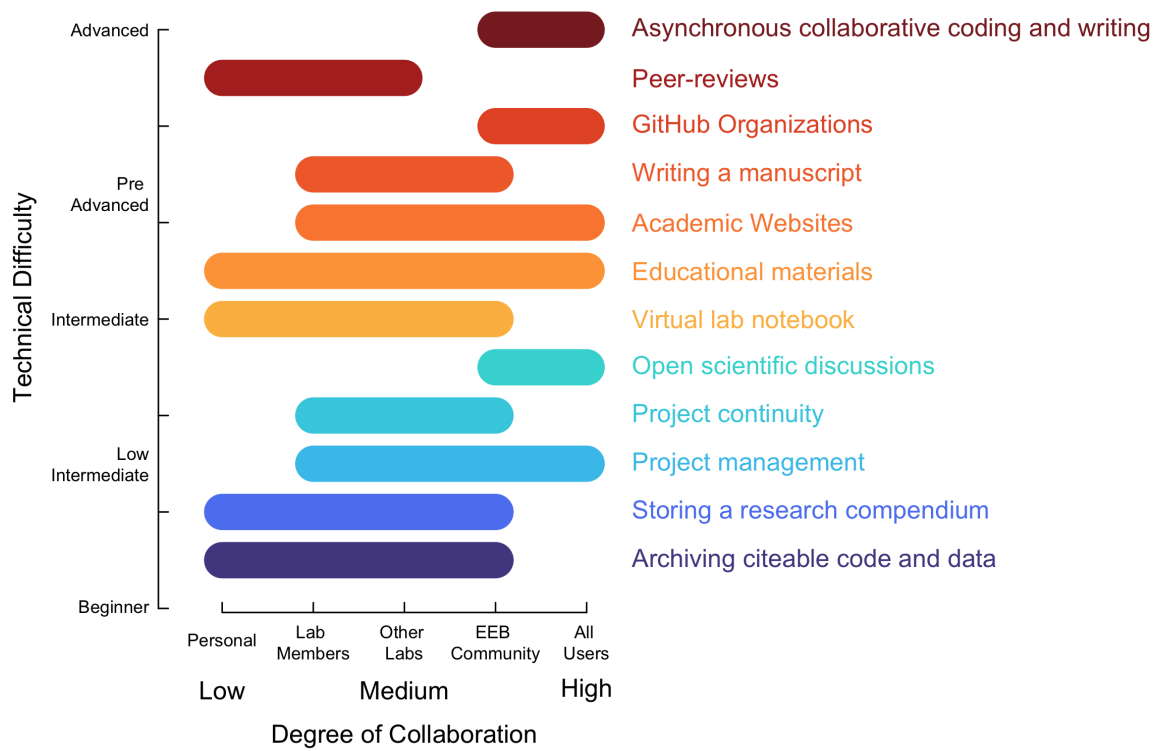 Advanced
Asynchronous collaborative coding and writing
Peer-reviews
GitHub Organizations
Writing a manuscript
Pre
Advanced
Academic Websites
Educational materials
Intermediate
Virtual lab notebook
Open scientific discussions
Project continuity
Low
Intermediate
Project management
Storing a research compendium
Archiving citeable code and data
Beginner
Technical Difficulty
Personal
Lab
Members
Other
Labs
EEB
Community
All
Users
Low
Medium
High
Degree of Collaboration